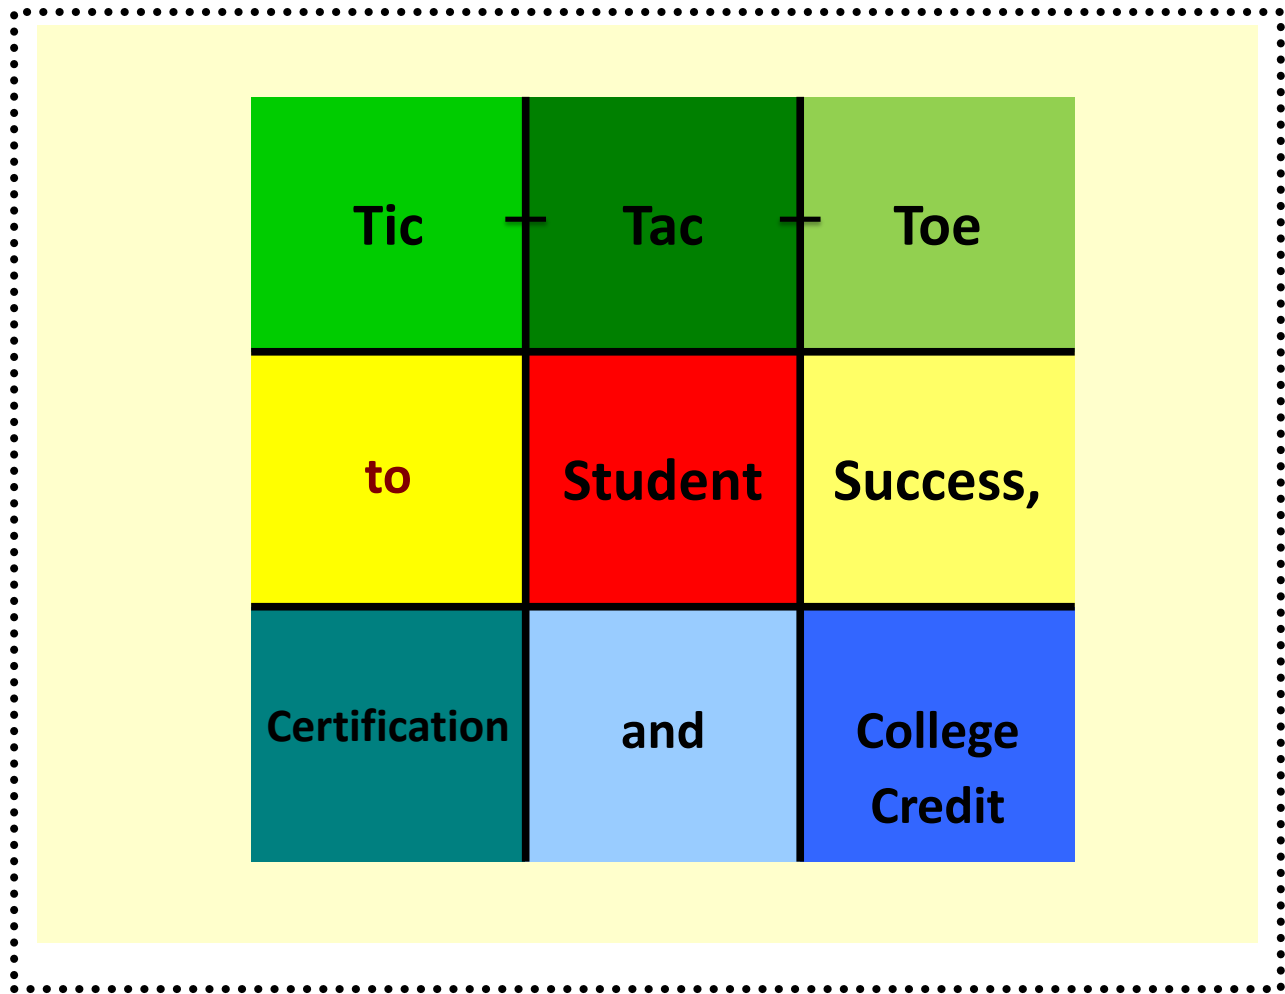 Tic – Tac – Toe
to Student Success,
Certification and College
Credit